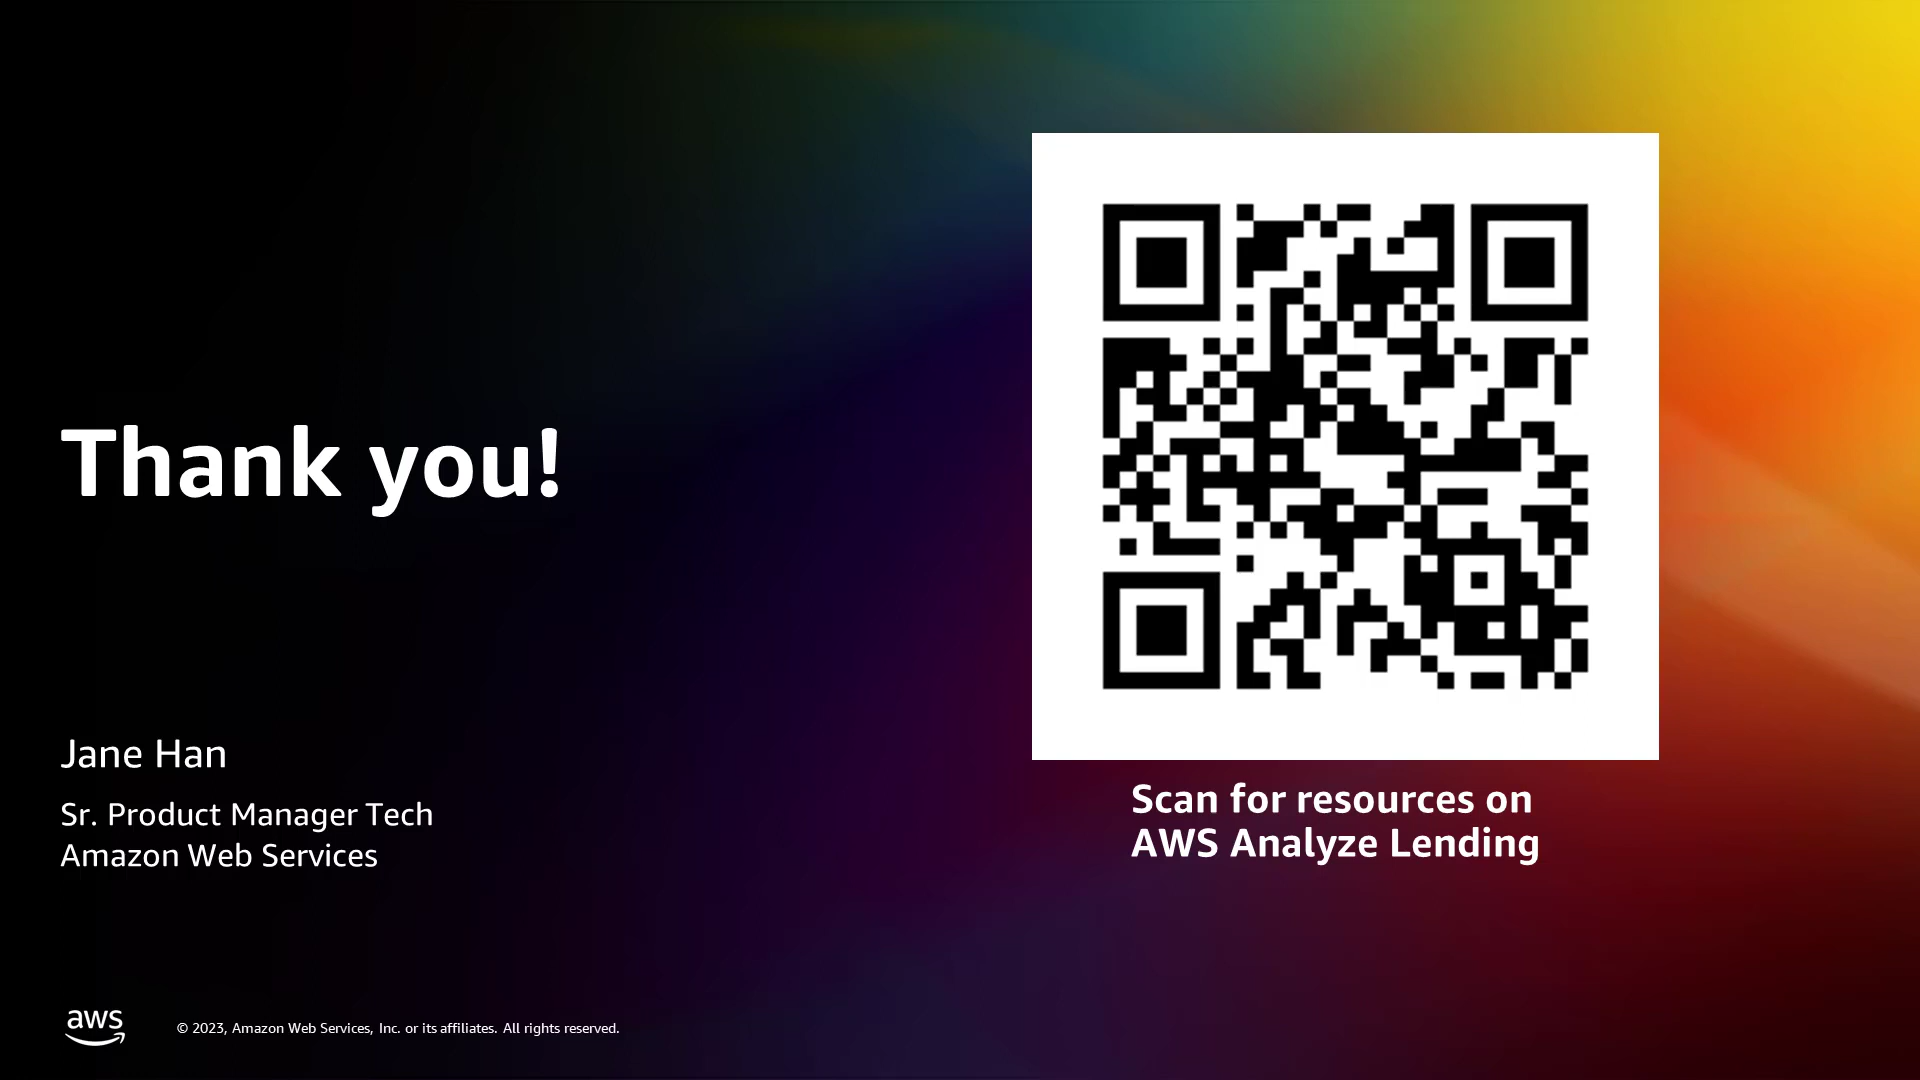 Thank you!
Jane Han
Sr. Product Manager Tech
Amazon Web Services
Scan for resources on
AWS Analyze Lending
aws
© 2023, Amazon Web Services, Inc. or its affiliates. All rights reserved.